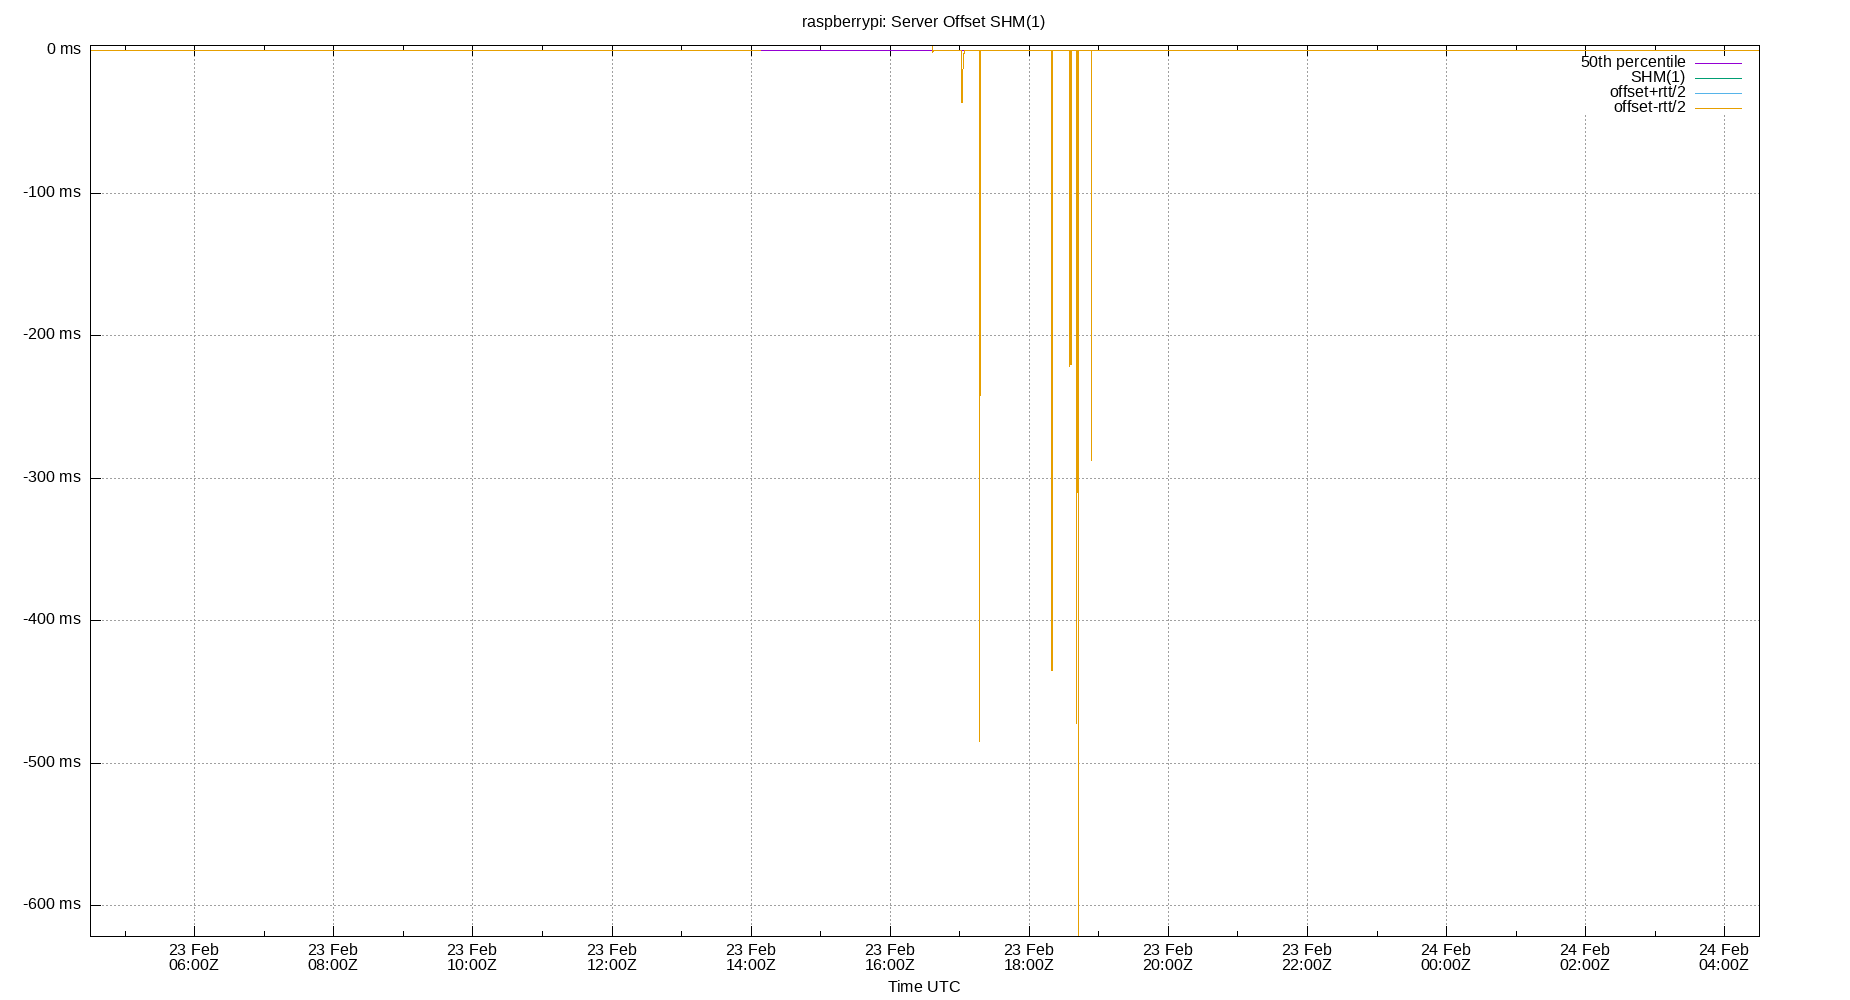 raspberrypi: Server Offset SHM(1)
0 ms
-100 ms
-200 ms
-300 ms
-400 ms
-500 ms
-600 ms
50th percentile
SHM(1)
offset+rtt/2
offset-rtt/2
23 Feb 23 Feb 23 Feb 23 Feb 23 Feb 23 Feb 23 Feb 23 Feb 23 Feb 24 Feb 24 Feb 24 Feb
06:00Z 08:00Z 10:00Z 12:00Z 14:00Z 16:00Z 18:00Z 20:00Z 22:00Z 00:00Z 02:00Z 04:00Z
Time UTC